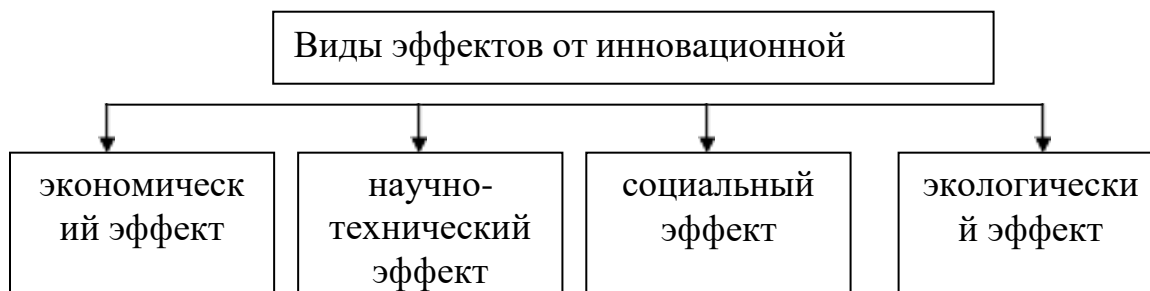 Виды эффектов от инновационной
экономическ
ий эффект
научно-
технический
эффект
социальный
эффект
экологически
й эффект